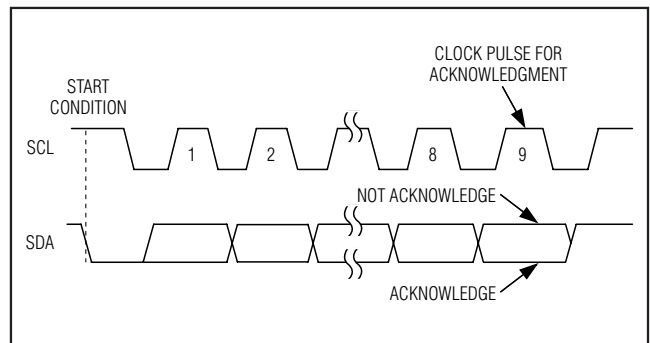 CLOCK PULSE FOR
ACKNOWLEDGMENT
START
CONDITION
SCL
1
2
8
9
NOT ACKNOWLEDGE
SDA
ACKNOWLEDGE